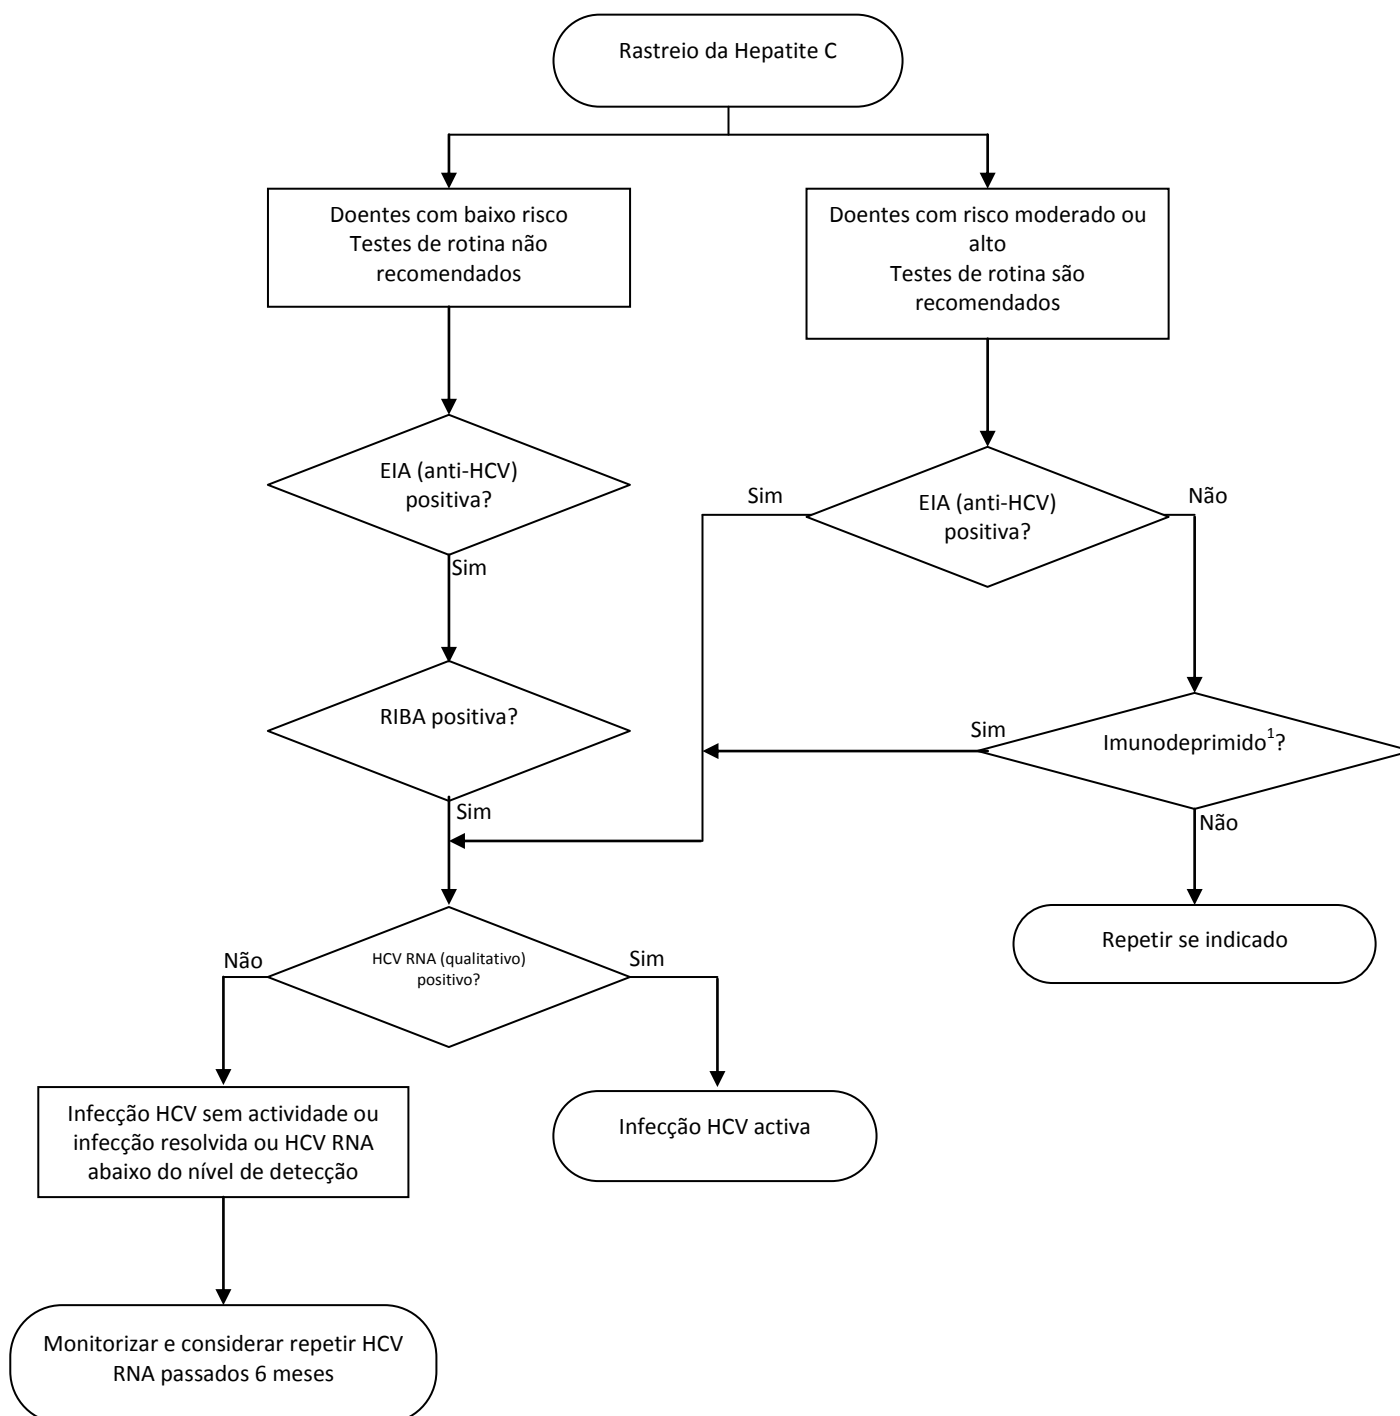 Rastreio da Hepatite C
Doentes com baixo risco
Testes de rotina não
recomendados
Doentes com risco moderado ou
alto
Testes de rotina são
recomendados
EIA (anti-HCV)
positiva?
Sim
Sim
EIA (anti-HCV)
positiva?
Não
RIBA positiva?
Sim
Sim
Imunodeprimido¹?
Não
Repetir se indicado
Não
HCV RNA (qualitativo)
positivo?
Sim
Infecção HCV sem actividade ou
infecção resolvida ou HCV RNA
abaixo do nível de detecção
Infecção HCV activa
Monitorizar e considerar repetir HCV
RNA passados 6 meses